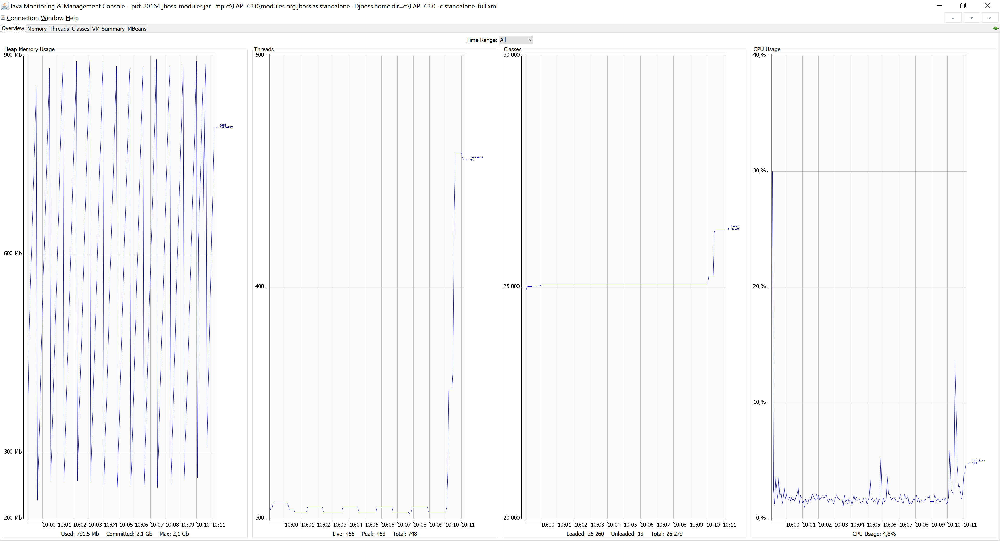 Java Monitoring & Management Console - pid: 20164 jboss-modules.jar -mp c:\EAP-7.2.0\modules org.jboss.as.standalone -Djboss.home.dir=c:\EAP-7.2.0 -c standalone-full.xml
Connection Window Help
Overview Memory Threads Classes VM Summary MBeans
Time Range: All
Heap Memory Usage
900 Mb
600 Mb
300 Mb
200 Mb
Used
791 545 392
10:00 10:01 10:02 10:03 10:04 10:05 10:06 10:07 10:08 10:09 10:10 10:11
Used: 791,5 Mb Committed: 2,1 Gb Max: 2,1 Gb
Threads
500
400
300
Live threads
455
10:00 10:01 10:02 10:03 10:04 10:05 10:06 10:07 10:08 10:09 10:10 10:11
Live: 455 Peak: 459 Total: 748
Classes
30 000
25 000
20 000
Loaded
26 260
10:00 10:01 10:02 10:03 10:04 10:05 10:06 10:07 10:08 10:09 10:10 10:11
Loaded: 26 260 Unloaded: 19 Total: 26 279
CPU Usage
40,%
30,%
20,%
10,%
0,%
CPU Usage
4,8%
10:00 10:01 10:02 10:03 10:04 10:05 10:06 10:07 10:08 10:09 10:10 10:11
CPU Usage: 4,8%